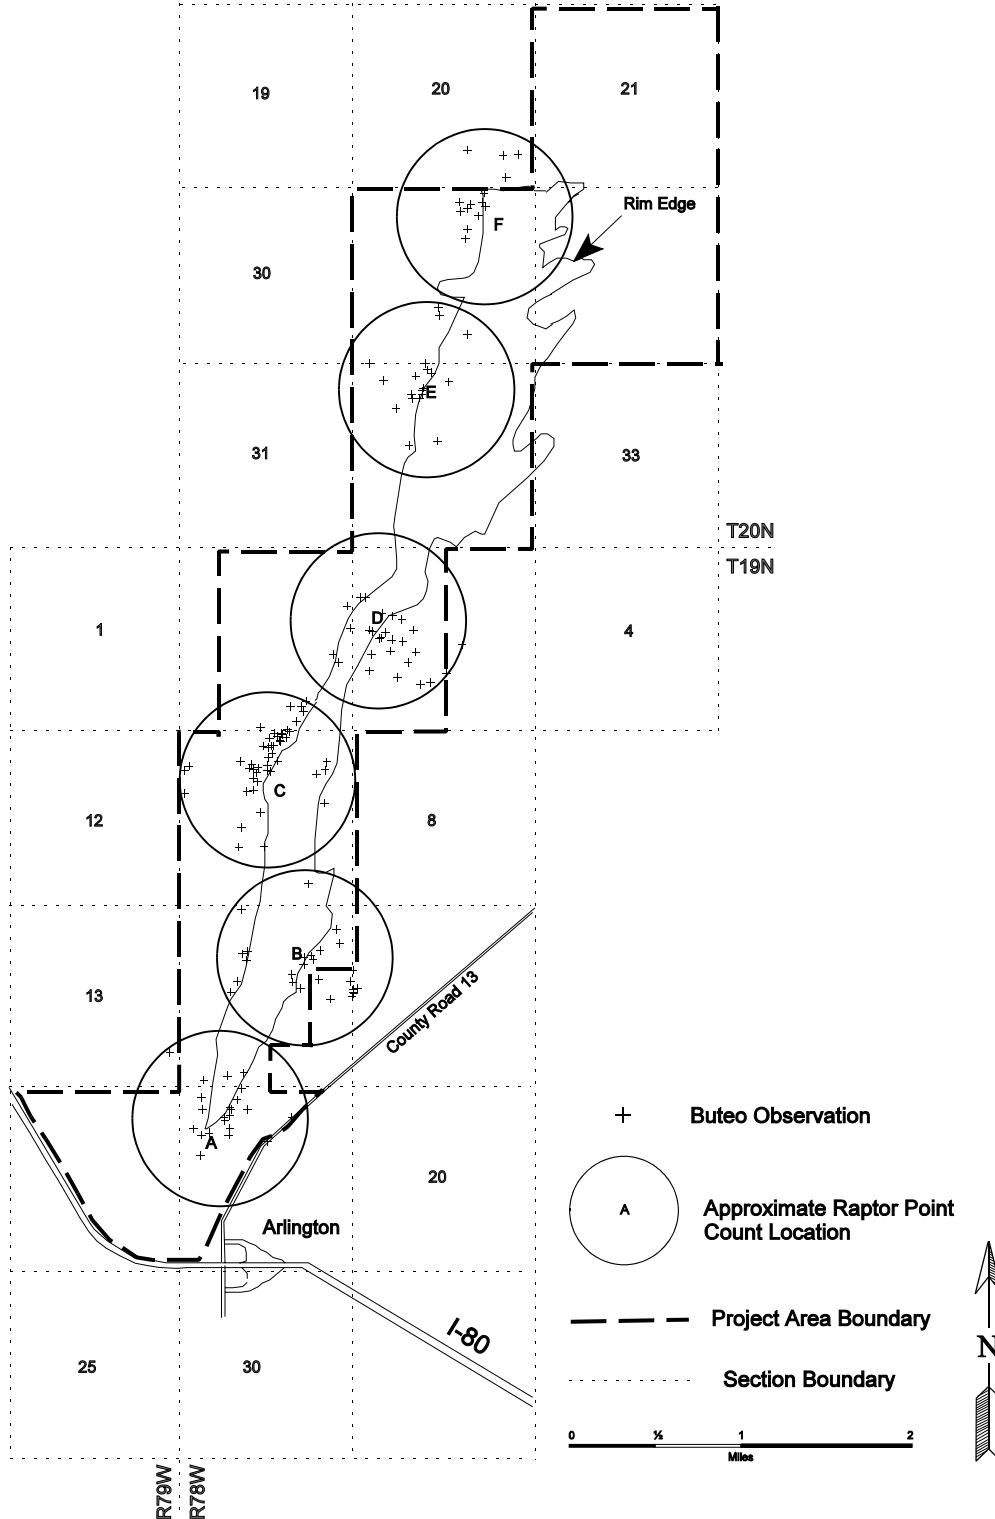 19
20
21
F
Rim Edge
30
E
31
33
T20N
T19N
D
1
4
C
12
8
B
13
County Road 13
A
20
Arlington
I-80
25
30
R79W
R78W
Buteo Observation
A
Approximate Raptor Point
Count Location
Project Area Boundary
Section Boundary
0 ½ 1 2
Miles
N